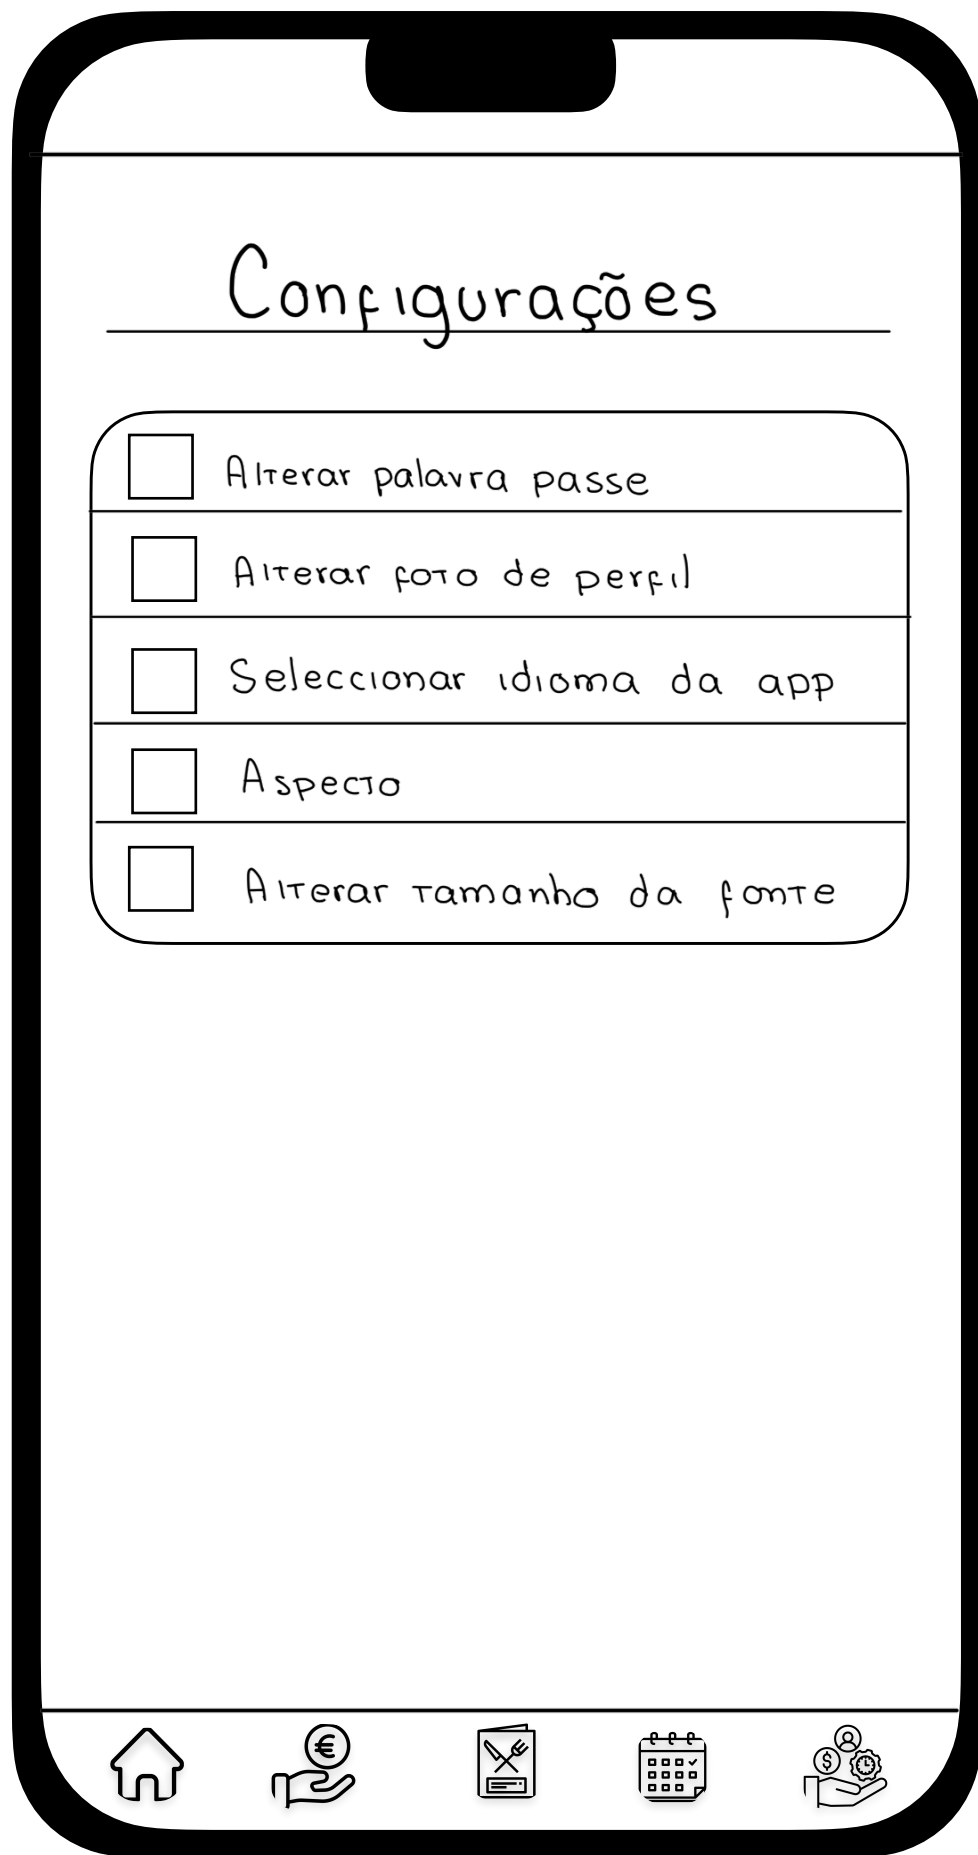 Configurações
Alterar palavra passe
Alterar foto de perfil
Seleccionar idioma da app
Aspecto
Alterar tamanho da fonte
€
$